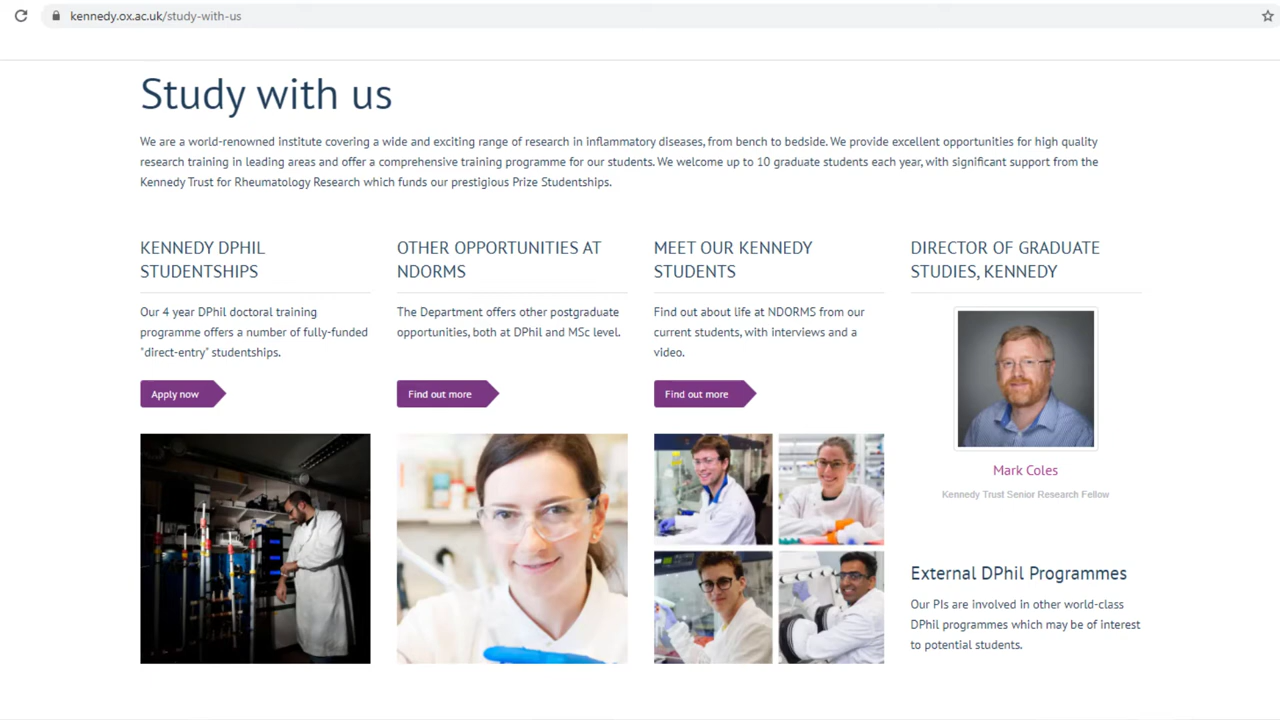 kennedy.ox.ac.uk/study-with-us
Study with us
We are a world-renowned institute covering a wide and exciting range of research in inflammatory diseases, from bench to bedside. We provide excellent opportunities for high quality
research training in leading areas and offer a comprehensive training programme for our students. We welcome up to 10 graduate students each year, with significant support from the
Kennedy Trust for Rheumatology Research which funds our prestigious Prize Studentships.
KENNEDY DPHIL
STUDENTSHIPS
Our 4 year DPhil doctoral training
programme offers a number of fully-funded
"direct-entry" studentships.
Apply now
OTHER OPPORTUNITIES AT
NDORMS
The Department offers other postgraduate
opportunities, both at DPhil and MSc level.
Find out more
MEET OUR KENNEDY
STUDENTS
Find out about life at NDORMS from our
current students, with interviews and a
video.
Find out more
DIRECTOR OF GRADUATE
STUDIES, KENNEDY
Mark Coles
Kennedy Trust Senior Research Fellow
External DPhil Programmes
Our PIs are involved in other world-class
DPhil programmes which may be of interest
to potential students.